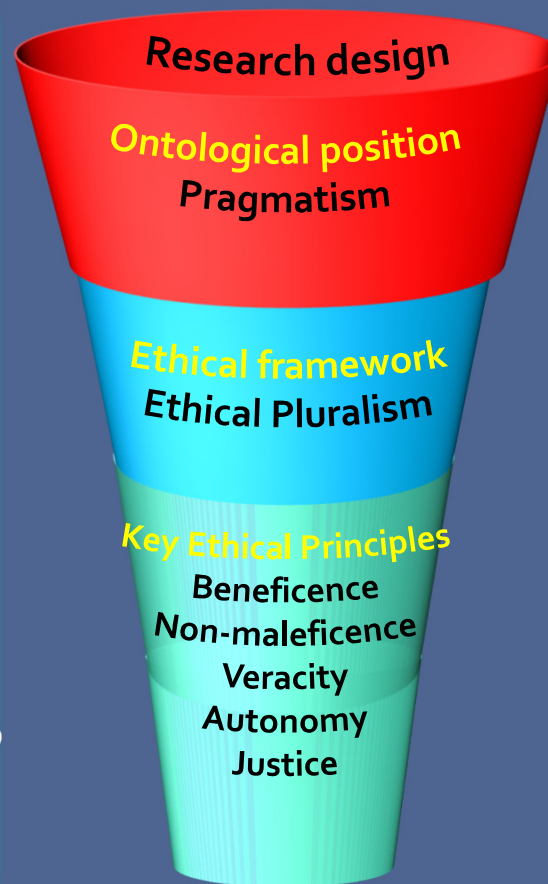 Research design
Ontological position
Pragmatism
Ethical framework
Ethical Pluralism
Key Ethical Principles
Beneficence
Non-maleficence
Veracity
Autonomy
Justice